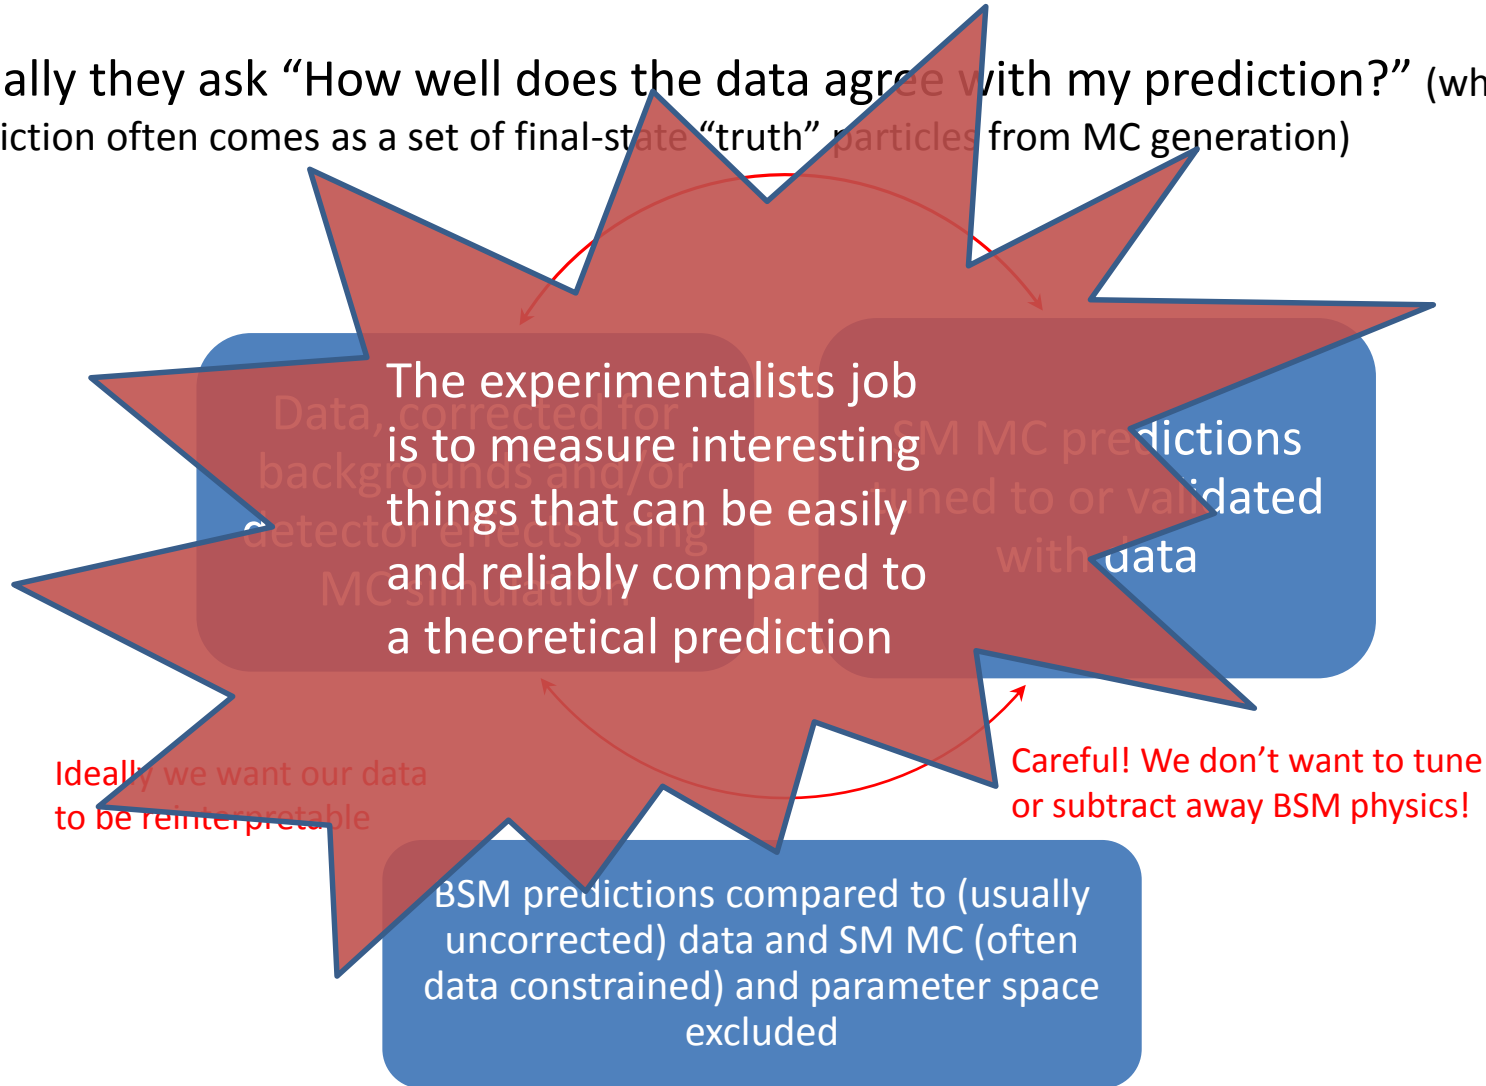 ally they ask “How well does the data agree with my prediction?” (wh
iction often comes as a set of final-state “truth” particles from MC generation)
The experimentalists job
is to measure interesting
things that can be easily
and reliably compared to
a theoretical prediction
Data, corrected for
backgrounds and/or
detector effects using
MC simulation
SM MC predictions
tuned to or validated
with data
Ideally we want our data
to be reinterpretable
Careful! We don’t want to tune
or subtract away BSM physics!
BSM predictions compared to (usually
uncorrected) data and SM MC (often
data constrained) and parameter space
excluded